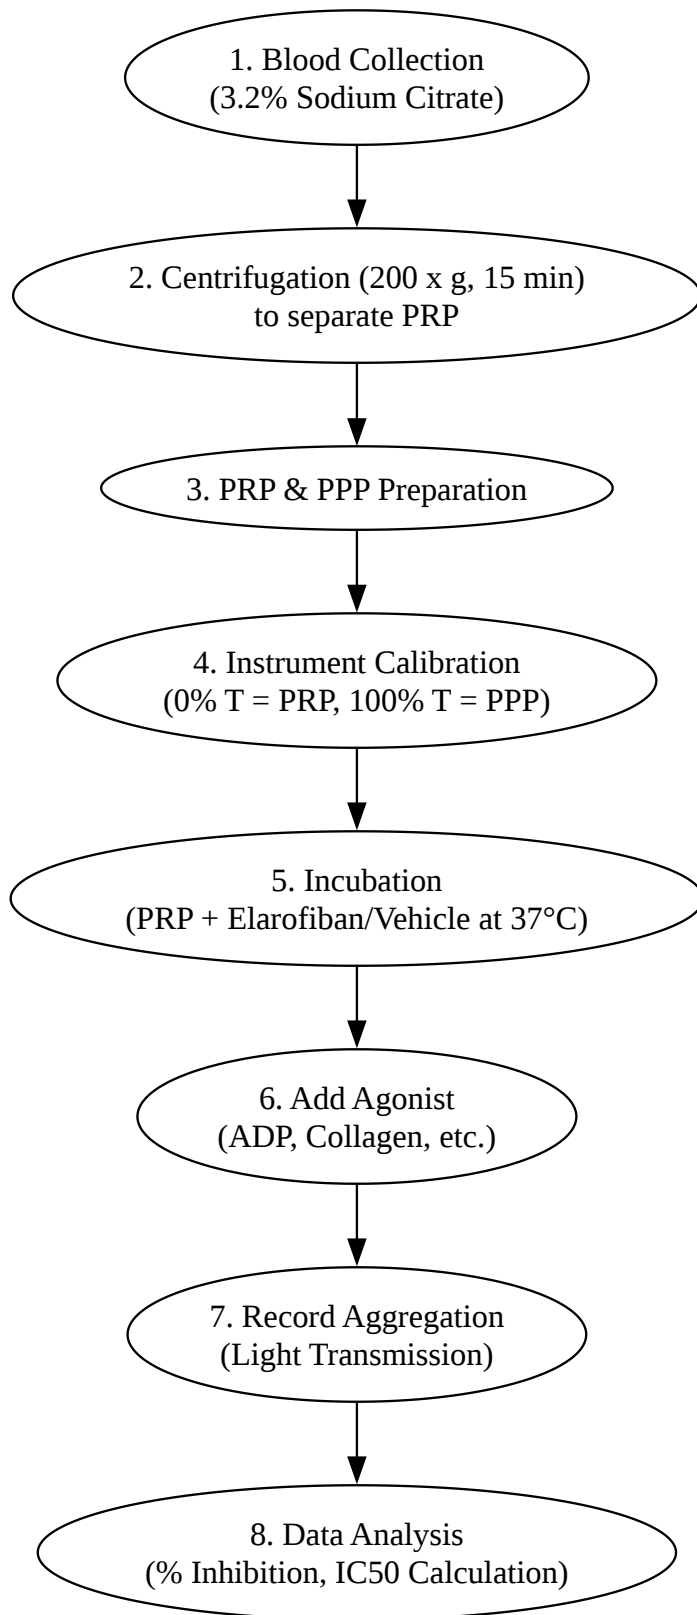 1. Blood Collection
(3.2% Sodium Citrate)
2. Centrifugation (200 x g, 15 min)
to separate PRP
3. PRP & PPP Preparation
4. Instrument Calibration
(0% T = PRP, 100% T = PPP)
5. Incubation
(PRP + Elarofiban/Vehicle at 37°C)
6. Add Agonist
(ADP, Collagen, etc.)
7. Record Aggregation
(Light Transmission)
8. Data Analysis
(% Inhibition, IC50 Calculation)